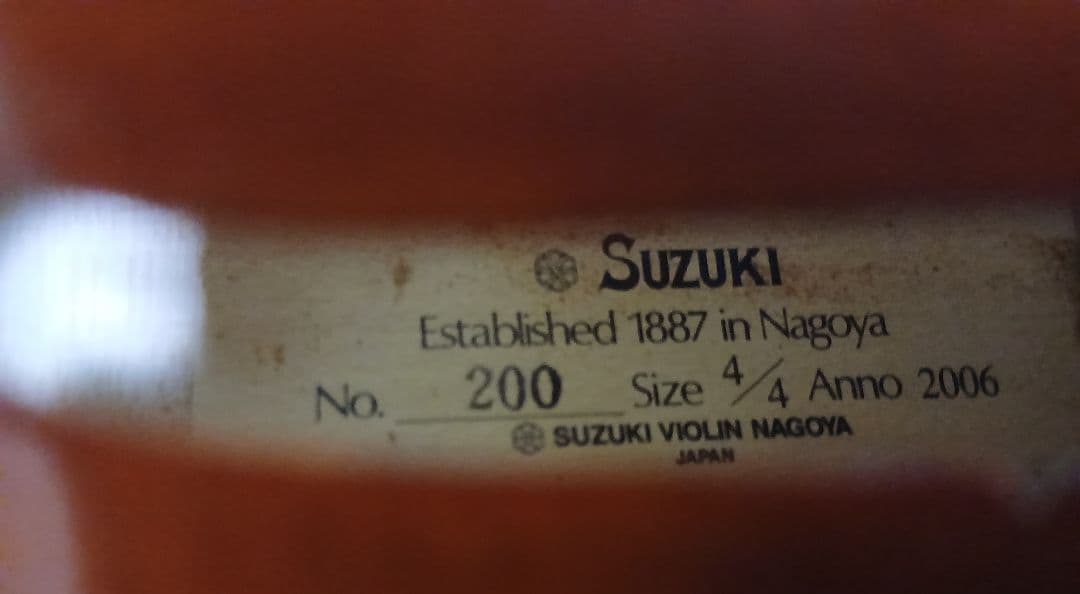 SUZUKI
Established 1887 in Nagoya
No. 200 Size 4/4 Anno 2006
SUZUKI VIOLIN NAGOYA
JAPAN